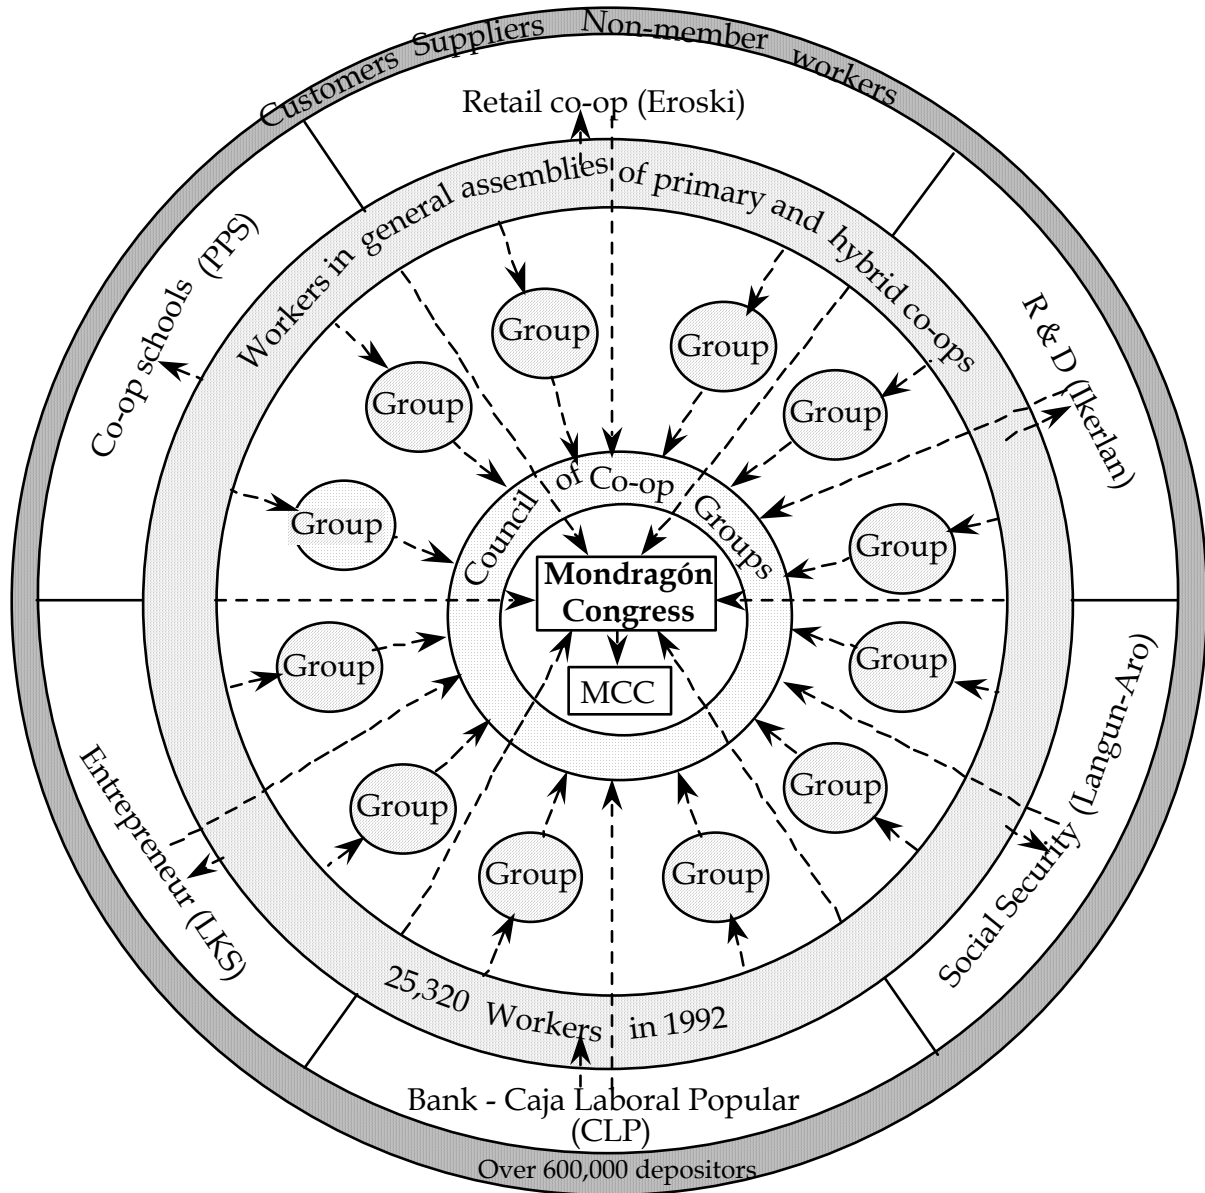 Customers Suppliers Non-member workers
Retail co-op (Eroski)
Workers in general assemblies of primary and hybrid co-ops
Co-op schools (PPS)
R & D (Ikerlan)
Group
Group
Group
Group
Group
Group
Council of Co-op Groups
Mondragón
Congress
MCC
Group
Group
Group
Group
Group
Group
Entrepreneur (LKS)
Social Security (Langun-Aro)
25,320 Workers in 1992
Bank - Caja Laboral Popular
(CLP)
Over 600,000 depositors